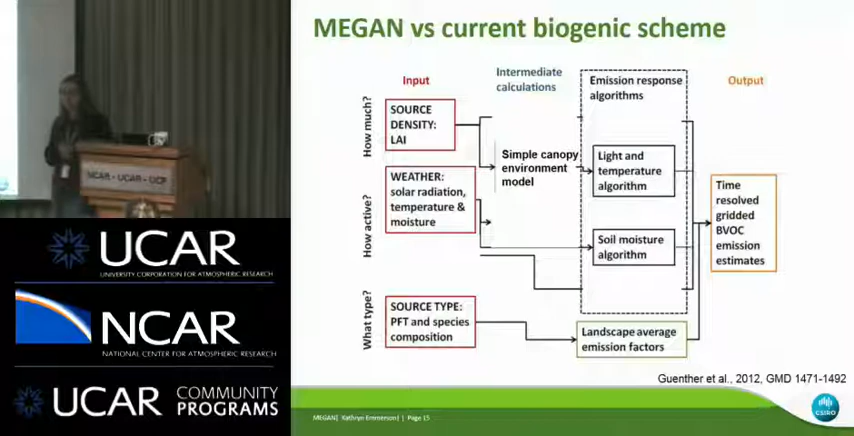 MEGAN vs current biogenic scheme
Input
Intermediate
calculations
Emission response
algorithms
Output
How much?
SOURCE
DENSITY:
LAI
Simple canopy
environment
model
Light and
temperature
algorithm
How active?
WEATHER:
solar radiation,
temperature &
moisture
Soil moisture
algorithm
Time
resolved
gridded
BVOC
emission
estimates
What type?
SOURCE TYPE:
PFT and species
composition
Landscape average
emission factors
Guenther et al., 2012, GMD 1471-1492
MEGAN| Kathryn Emmerson| | Page 15
CSIRO
NCAR - UCAR - UCP
UCAR
UNIVERSITY CORPORATION FOR ATMOSPHERIC RESEARCH
NCAR
NATIONAL CENTER FOR ATMOSPHERIC RESEARCH
UCAR
COMMUNITY
PROGRAMS